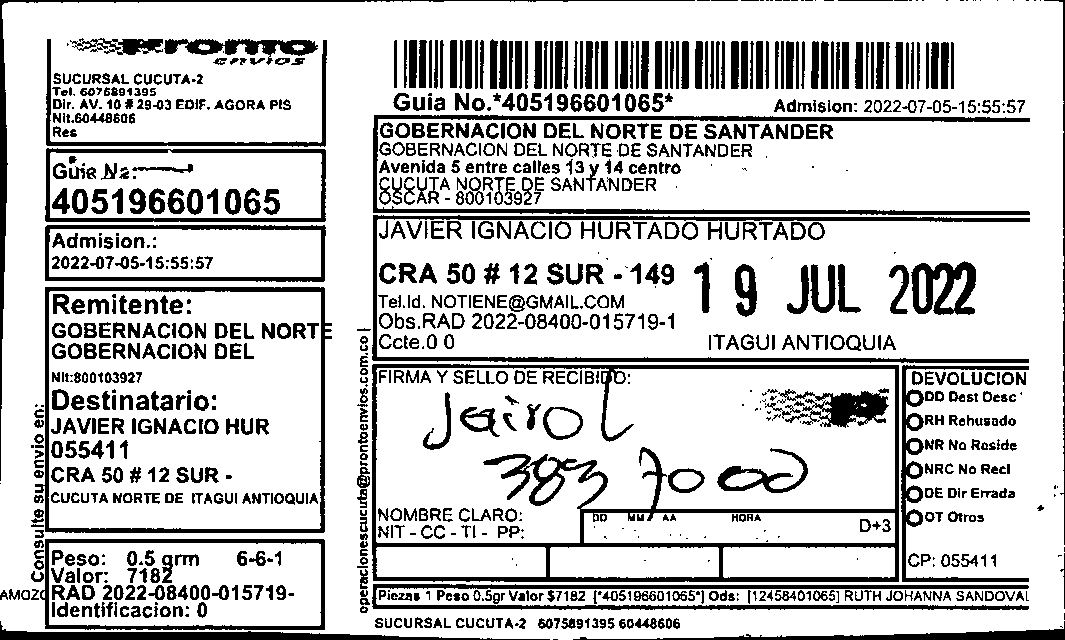 Pronto
envios
SUCURSAL CUCUTA-2
Tel. 6075891395
Dir. AV. 10 # 29-03 EDIF. AGORA PIS
Nit.60448606
Res
Guia No.:
405196601065
Admision.:
2022-07-05-15:55:57
Remitente:
GOBERNACION DEL NORTE
GOBERNACION DEL
Nit:800103927
Destinatario:
JAVIER IGNACIO HUR
055411
CRA 50 # 12 SUR -
CUCUTA NORTE DE ITAGUI ANTIOQUIA
Peso: 0.5 grm 6-6-1
Valor: 7182
RAD 2022-08400-015719-
Identificacion: 0
Consulte su envio en:
AMOZO
Guia No.*405196601065*
Admision: 2022-07-05-15:55:57
GOBERNACION DEL NORTE DE SANTANDER
GOBERNACION DEL NORTE DE SANTANDER
Avenida 5 entre calles 13 y 14 centro
CUCUTA NORTE DE SANTANDER
OSCAR - 800103927
JAVIER IGNACIO HURTADO HURTADO
CRA 50 # 12 SUR - 149
19 JUL 2022
Tel.Id. NOTIENE@GMAIL.COM
Obs.RAD 2022-08400-015719-1
Ccte.0 0
ITAGUI ANTIOQUIA
operacionescucuta@prontoenvios.com.co
FIRMA Y SELLO DE RECIBIDO:
Jairo L
383 7000
NOMBRE CLARO:
NIT - CC - TI - PP:
DD MM AA HORA
D+3
DEVOLUCION
DD Dest Desc
RH Rehusado
NR No Reside
NRC No Recl
DE Dir Errada
OT Otros
CP: 055411
Piezas 1 Peso 0.5gr Valor $7182 [*405196601065*] Ods: [12458401065] RUTH JOHANNA SANDOVAL
SUCURSAL CUCUTA-2 6075891395 60448606